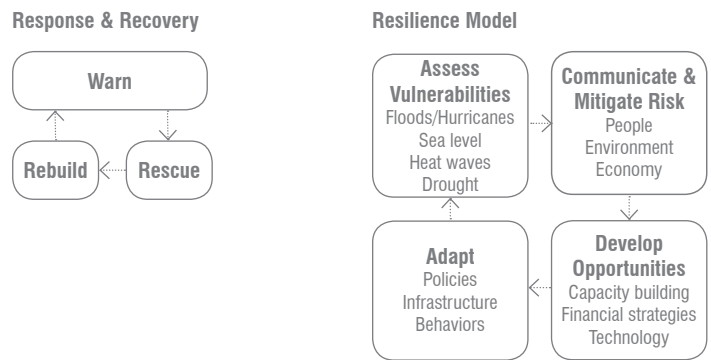 Response & Recovery
Warn
Rebuild
Rescue
Resilience Model
Assess
Vulnerabilities
Floods/Hurricanes
Sea level
Heat waves
Drought
Communicate &
Mitigate Risk
People
Environment
Economy
Adapt
Policies
Infrastructure
Behaviors
Develop
Opportunities
Capacity building
Financial strategies
Technology